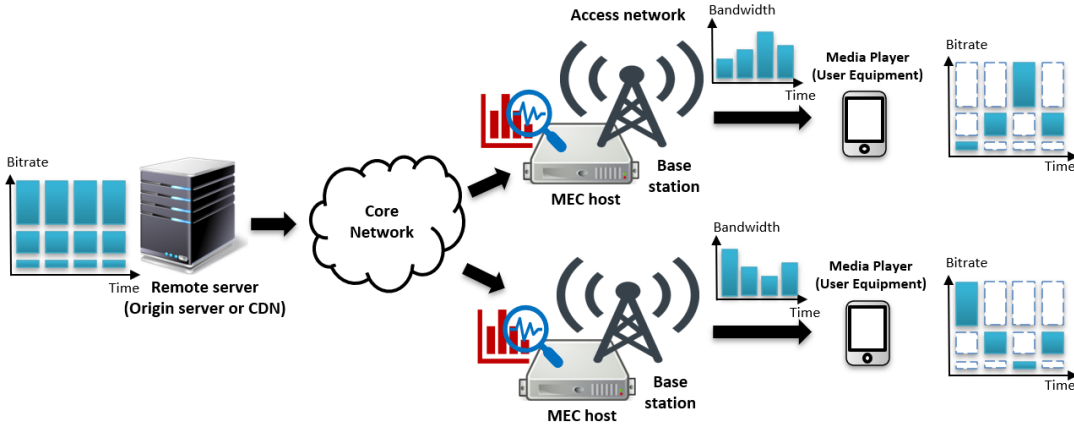 Access network
Bandwidth
Time
Media Player
(User Equipment)
Bitrate
Time
Base
station
MEC host
Bitrate
Time
Remote server
(Origin server or CDN)
Core
Network
Bandwidth
Time
Media Player
(User Equipment)
Bitrate
Time
Base
station
MEC host